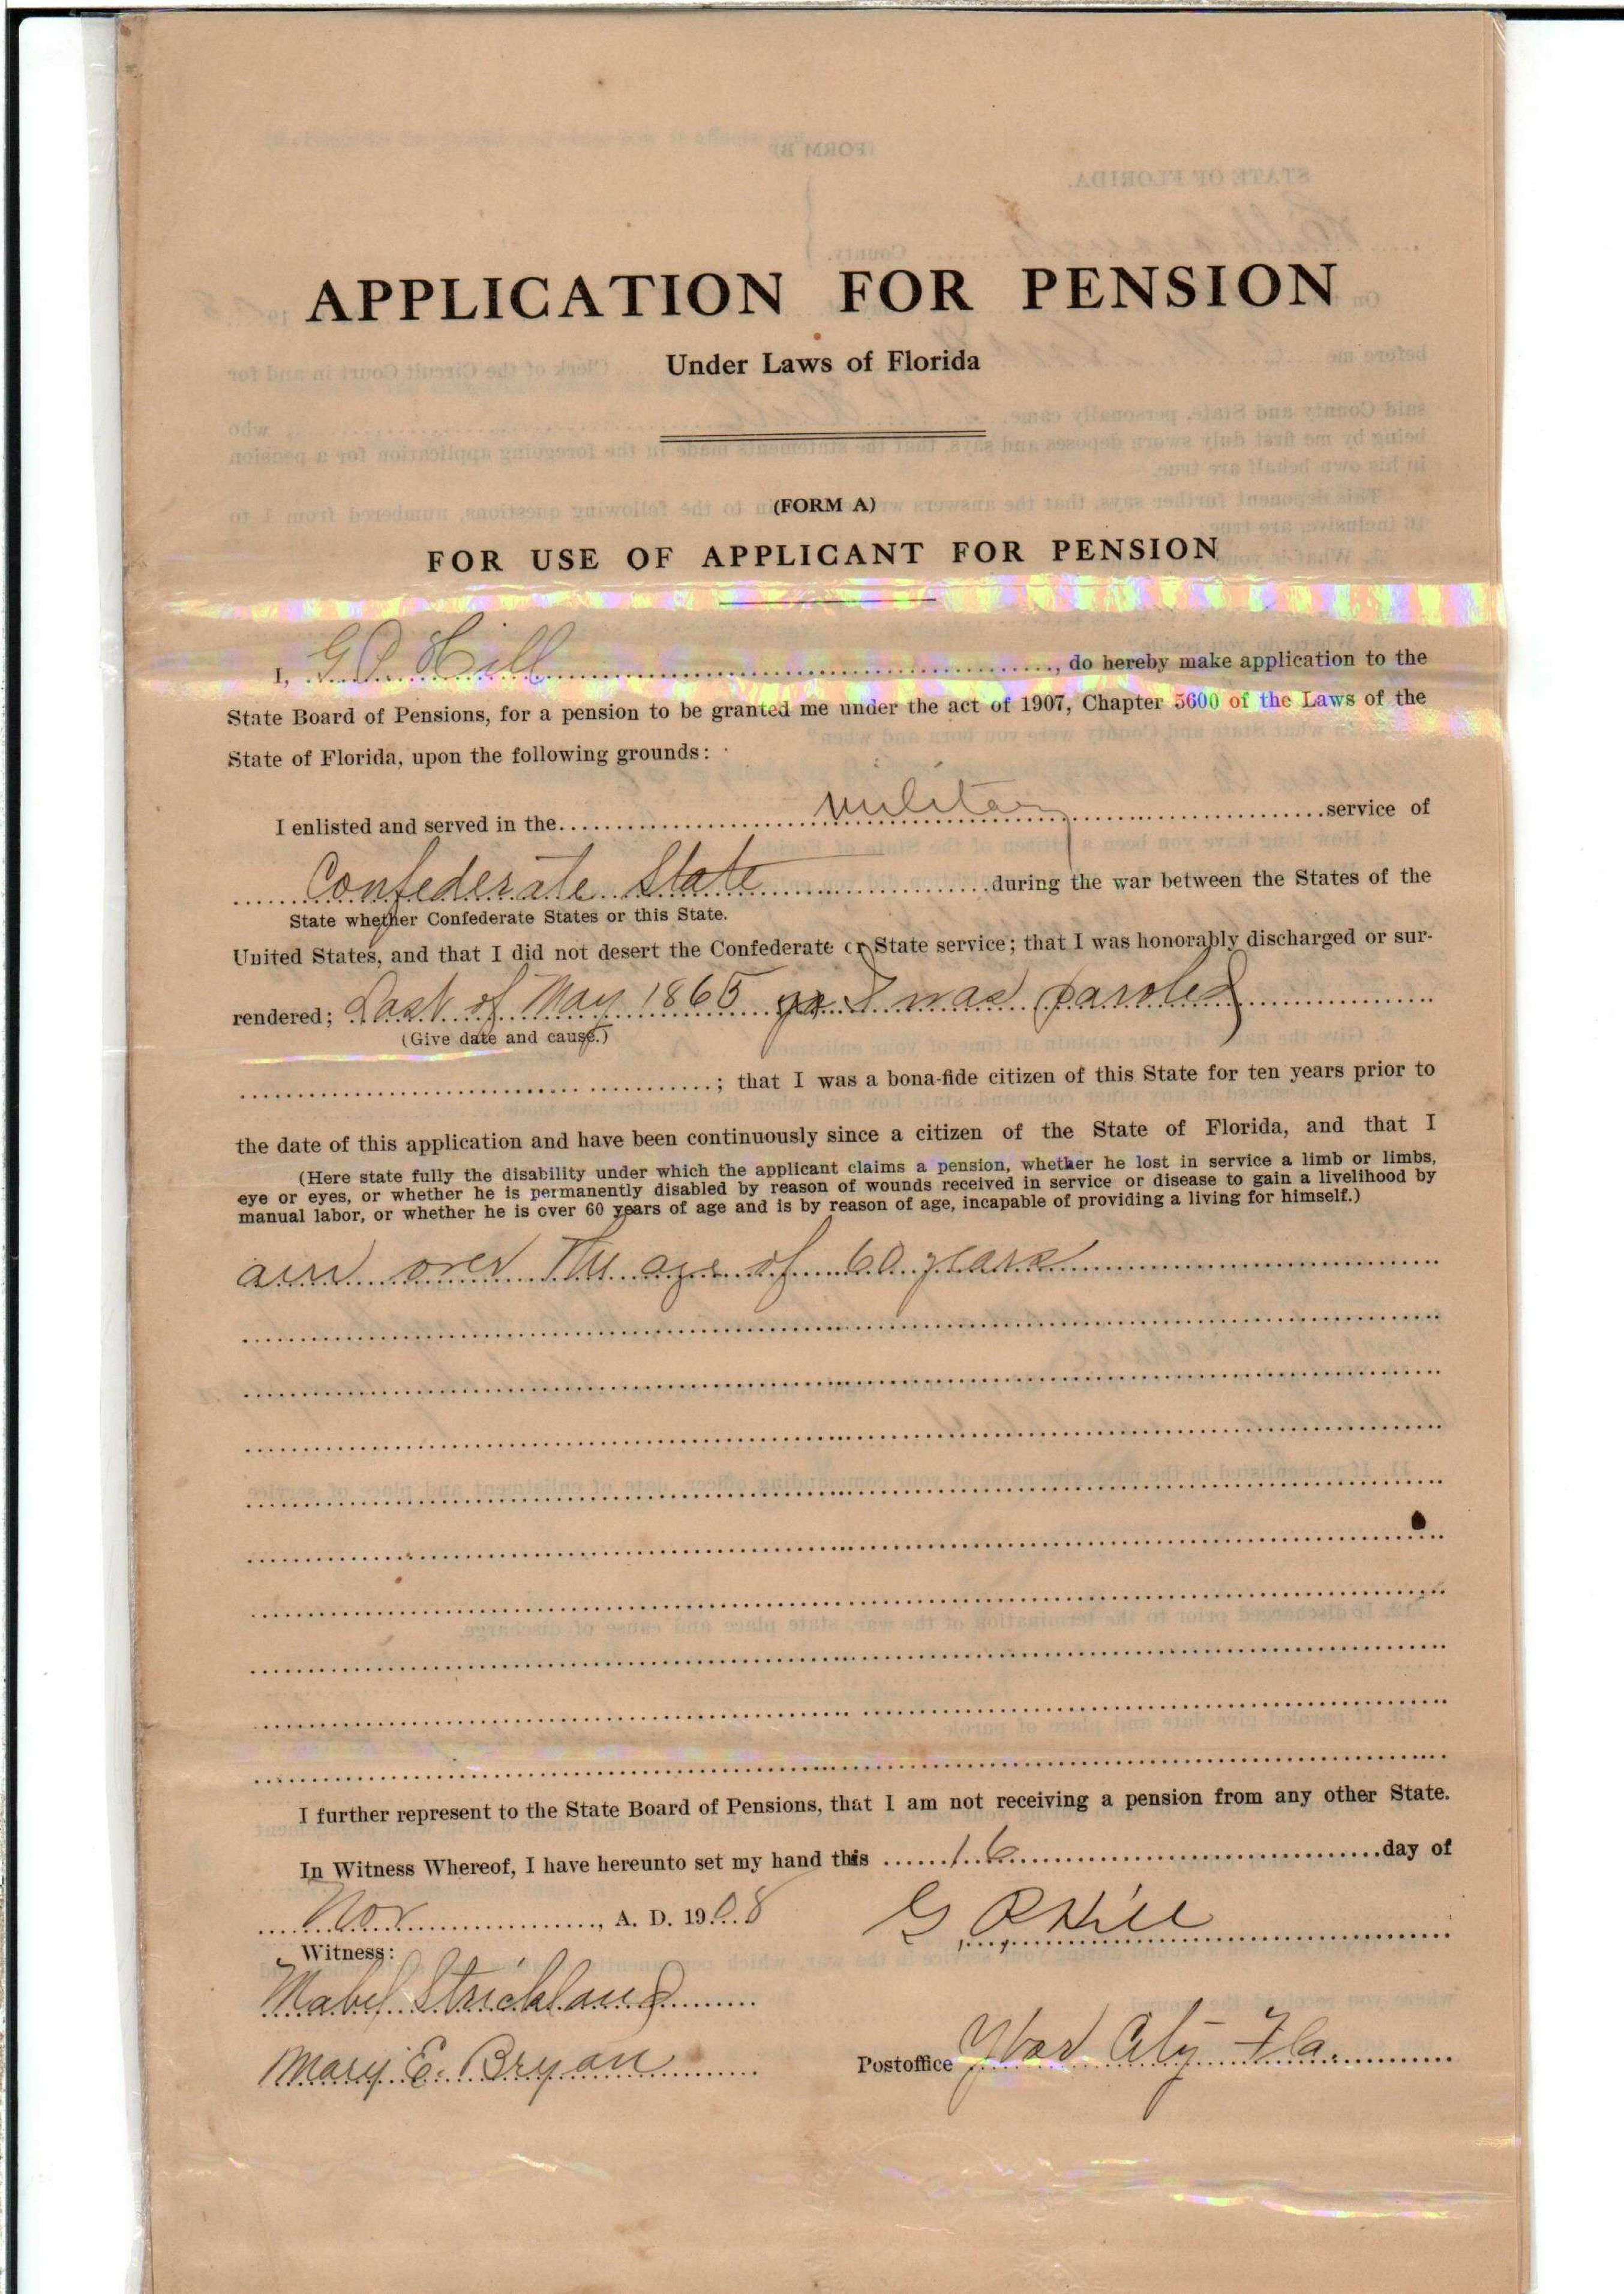 APPLICATION FOR PENSION
Under Laws of Florida
(FORM A)
FOR USE OF APPLICANT FOR PENSION
I, G P Hill, do hereby make application to the
State Board of Pensions, for a pension to be granted me under the act of 1907, Chapter 5600 of the Laws of the
State of Florida, upon the following grounds:
I enlisted and served in the military service of
Confederate State during the war between the States of the
State whether Confederate States or this State.
United States, and that I did not desert the Confederate or State service; that I was honorably discharged or sur-
rendered; Last of May 1865 I was paroled
(Give date and cause.)
; that I was a bona-fide citizen of this State for ten years prior to
the date of this application and have been continuously since a citizen of the State of Florida, and that I
(Here state fully the disability under which the applicant claims a pension, whether he lost in service a limb or limbs,
eye or eyes, or whether he is permanently disabled by reason of wounds received in service or disease to gain a livelihood by
manual labor, or whether he is over 60 years of age and is by reason of age, incapable of providing a living for himself.)
am over the age of 60 years
I further represent to the State Board of Pensions, that I am not receiving a pension from any other State.
In Witness Whereof, I have hereunto set my hand this 16 day of
Nov, A. D. 1908 G P Hill
Witness:
Mabel Strickland
Mary E. Bryan Postoffice Ybor City Fla.